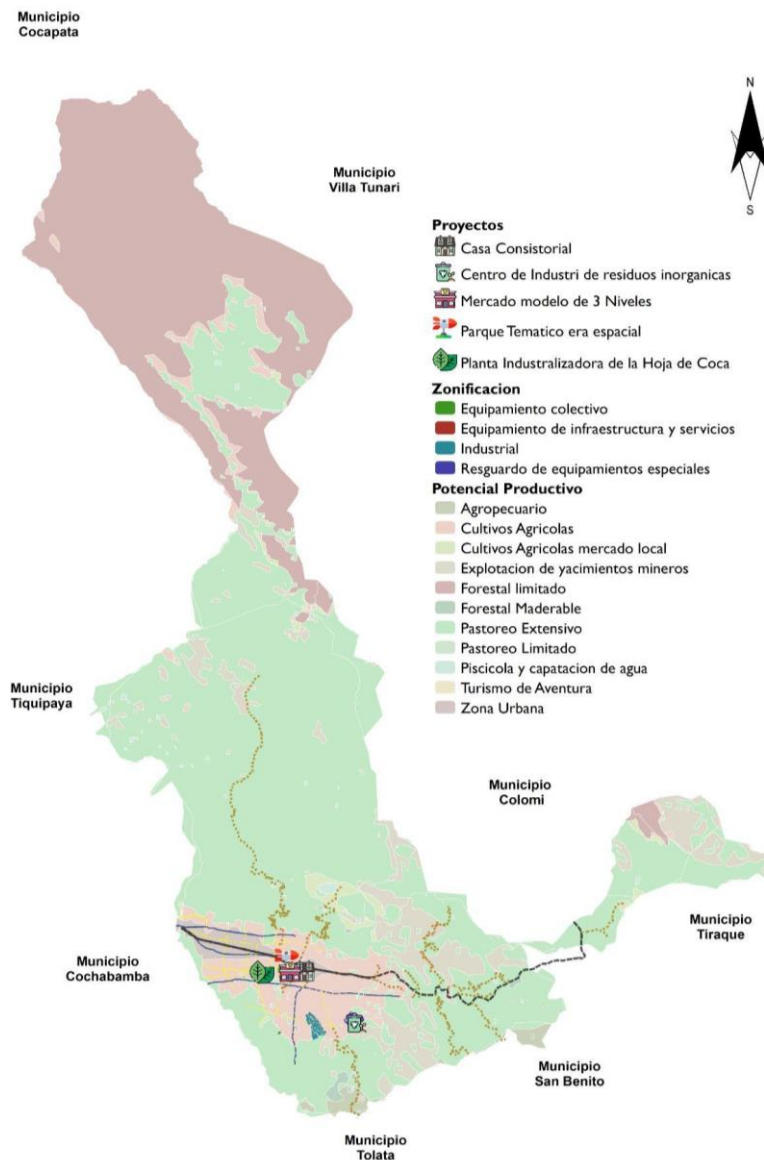 Municipio
Cocapata
N
Municipio
Villa Tunari
S
Proyectos
Casa Consistorial
Centro de Industri de residuos inorganicas
Mercado modelo de 3 Niveles
Parque Tematico era espacial
Planta Industralizadora de la Hoja de Coca
Zonificacion
Equipamiento colectivo
Equipamiento de infraestructura y servicios
Industrial
Resguardo de equipamientos especiales
Potencial Productivo
Agropecuario
Cultivos Agricolas
Cultivos Agricolas mercado local
Explotacion de yacimientos mineros
Forestal limitado
Forestal Maderable
Pastoreo Extensivo
Pastoreo Limitado
Piscicola y capatacion de agua
Turismo de Aventura
Zona Urbana
Municipio
Tiquipaya
Municipio
Colomi
Municipio
Tiraque
Municipio
Cochabamba
Municipio
San Benito
Municipio
Tolata